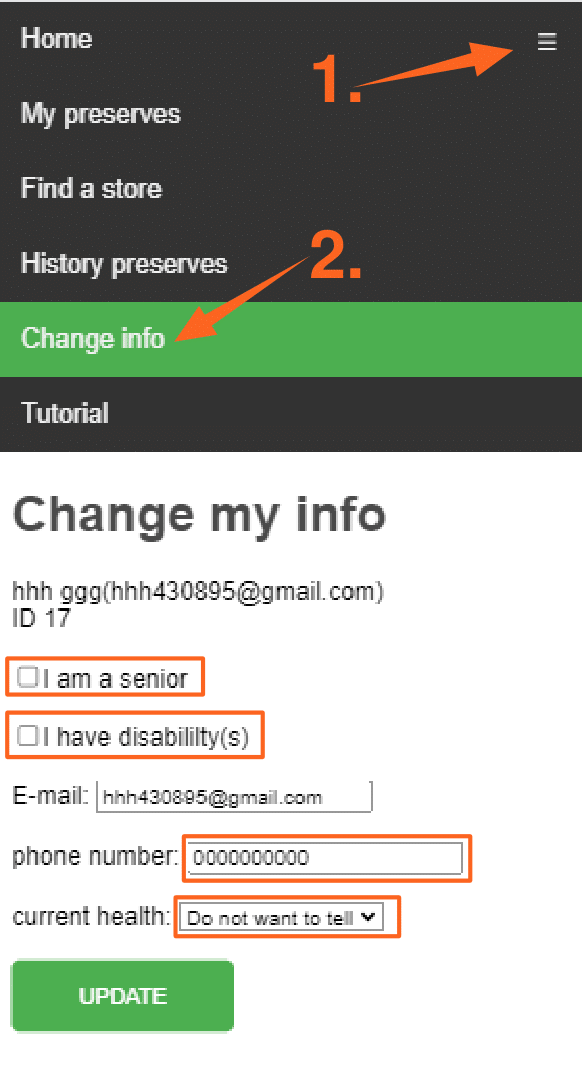 Home
1.
My preserves
Find a store
History preserves
2.
Change info
Tutorial
Change my info
hhh ggg(hhh430895@gmail.com)
ID 17
I am a senior
I have disabililty(s)
E-mail: hhh430895@gmail.com
phone number: 0000000000
current health: Do not want to tell
UPDATE